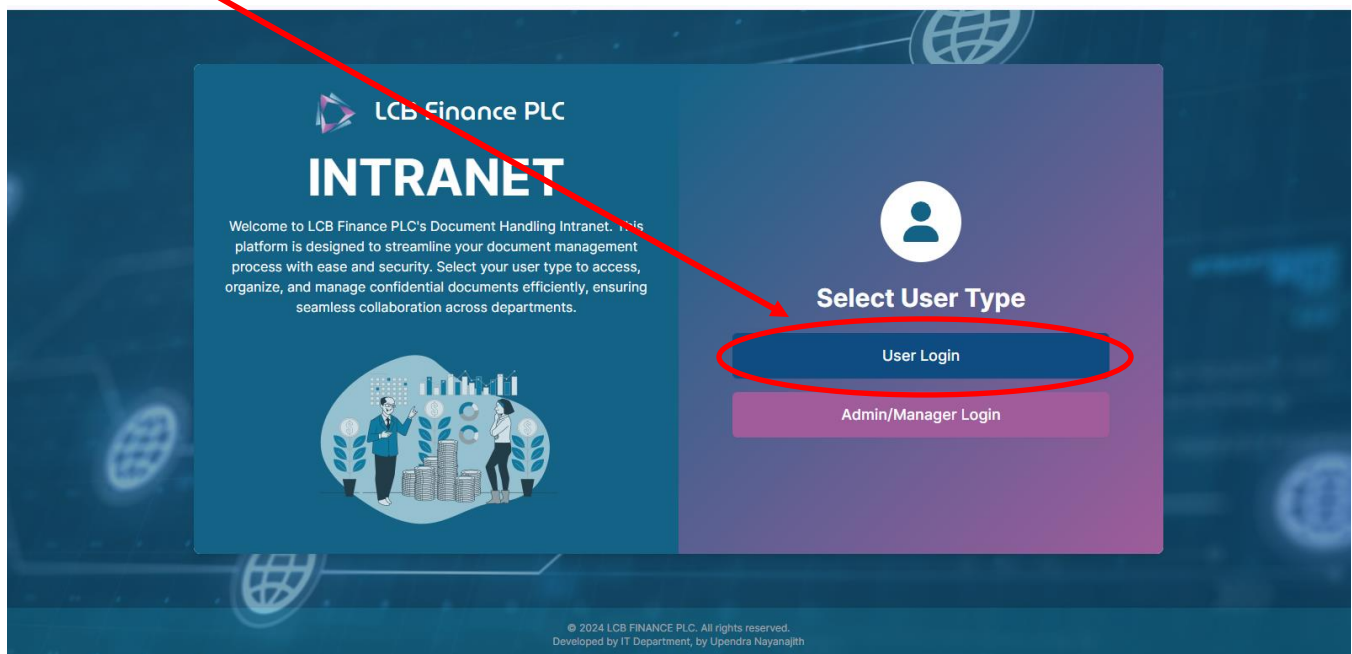 LCB Finance PLC
INTRANET
Welcome to LCB Finance PLC's Document Handling Intranet. This
platform is designed to streamline your document management
process with ease and security. Select your user type to access,
organize, and manage confidential documents efficiently, ensuring
seamless collaboration across departments.
Select User Type
User Login
Admin/Manager Login
© 2024 LCB FINANCE PLC. All rights reserved.
Developed by IT Department, by Upendra Nayanajith